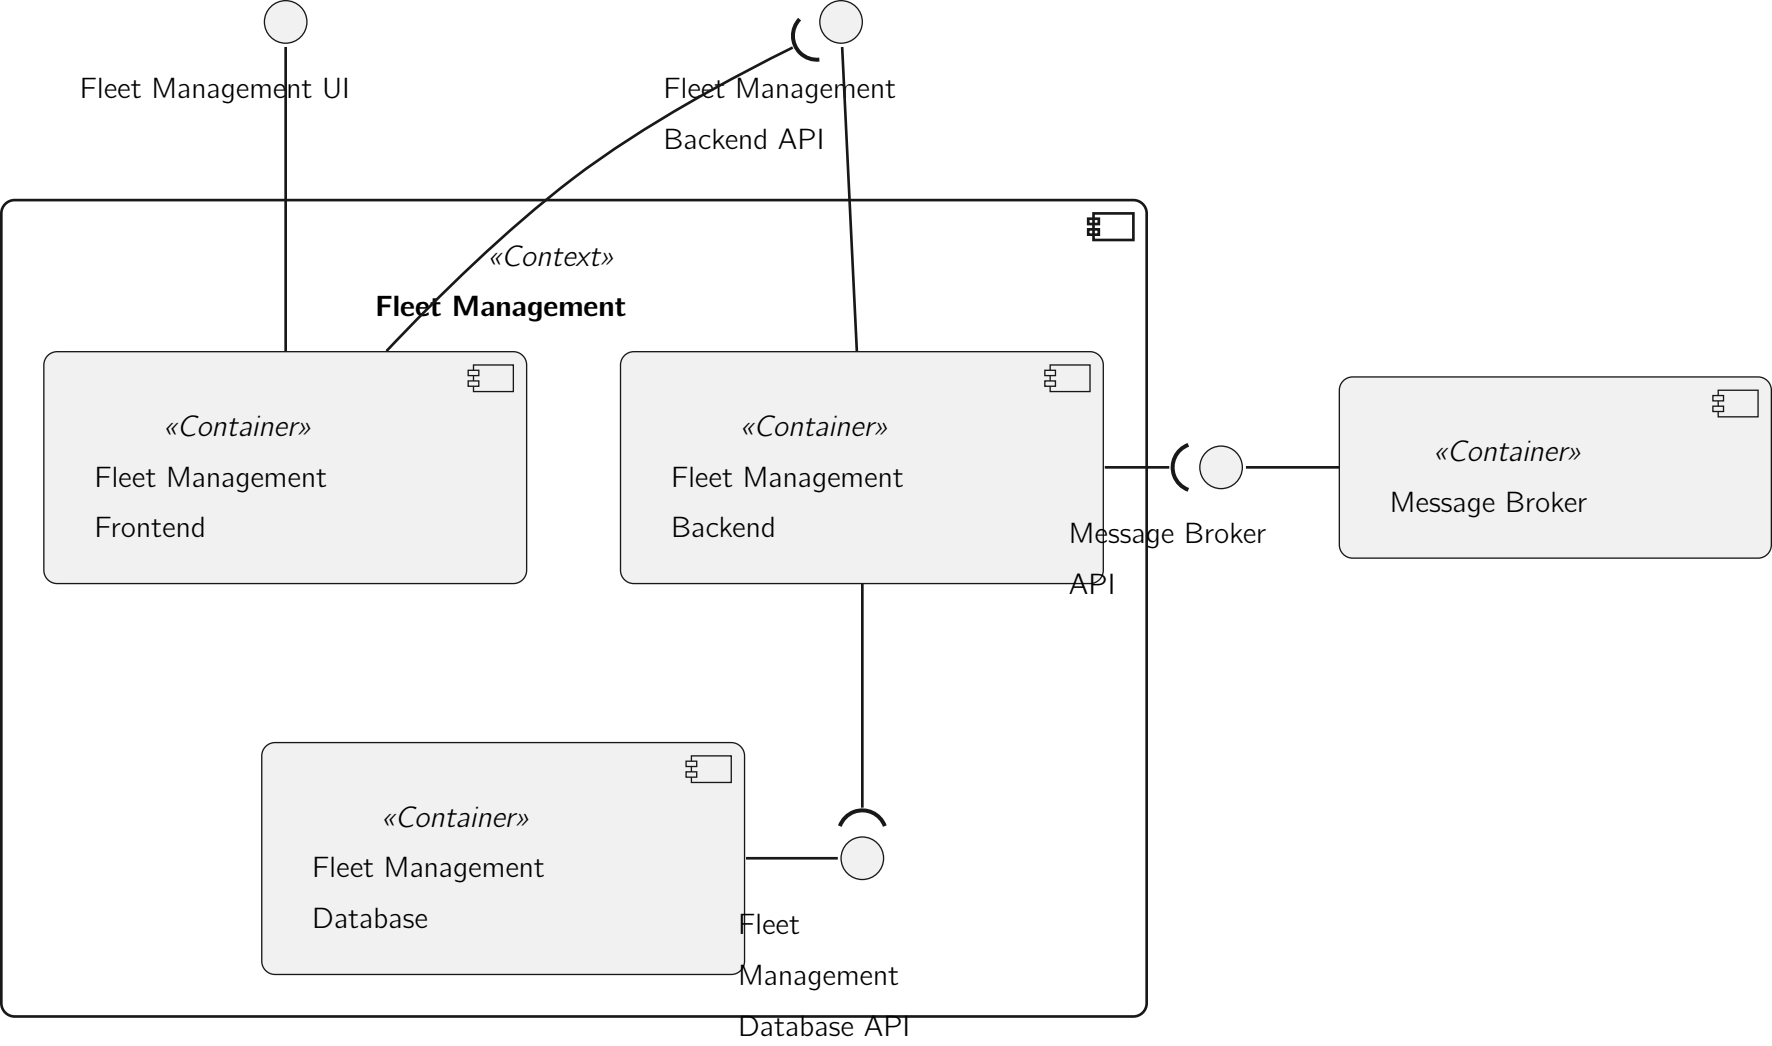 Fleet Management UI
Fleet Management
Backend API
«Context»
Fleet Management
«Container»
Fleet Management
Frontend
«Container»
Fleet Management
Backend
Message Broker
API
«Container»
Message Broker
«Container»
Fleet Management
Database
Fleet
Management
Database API